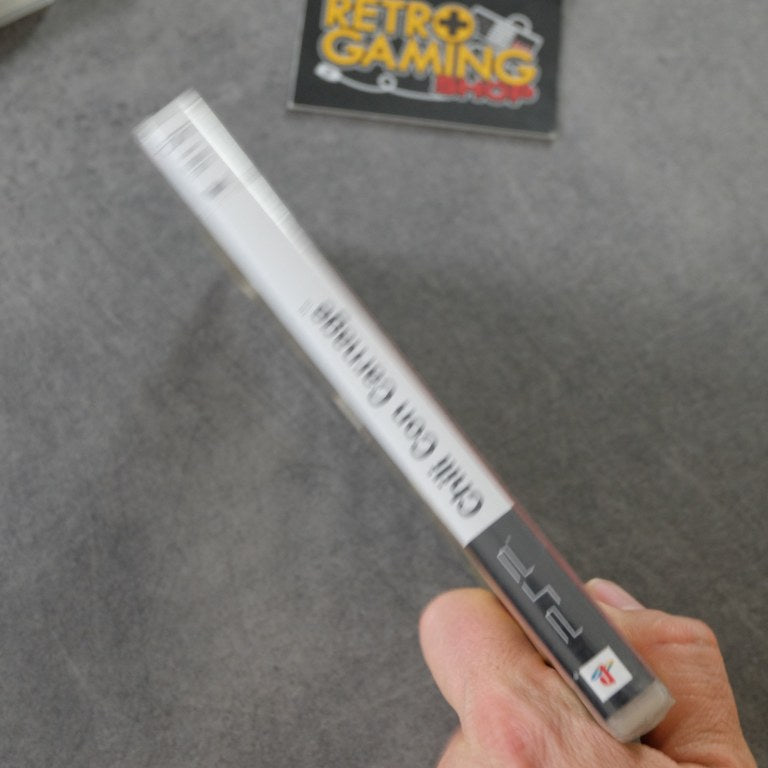 RETRO
GAMING
SHOP
Chili Con Carnage
PSP